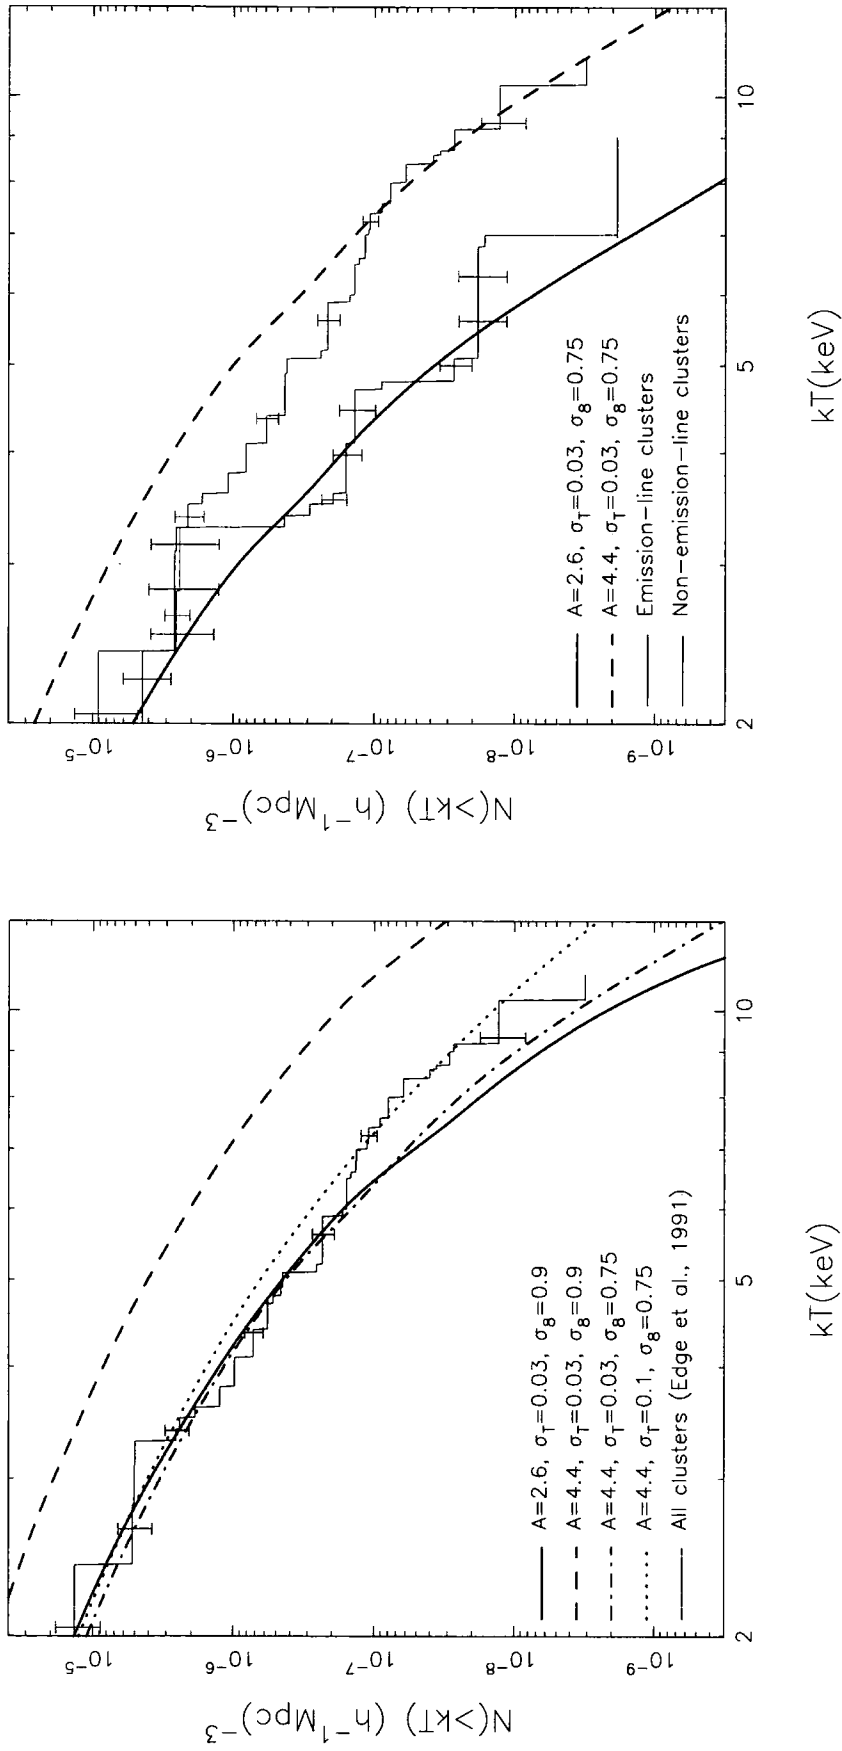 N(>kT) (h⁻¹Mpc)⁻³
10⁻⁵
10⁻⁶
10⁻⁷
10⁻⁸
10⁻⁹
A=2.6, σ_T=0.03, σ_8=0.9
A=4.4, σ_T=0.03, σ_8=0.9
A=4.4, σ_T=0.03, σ_8=0.75
A=4.4, σ_T=0.1, σ_8=0.75
All clusters (Edge et al., 1991)
2
5
10
kT(keV)
N(>kT) (h⁻¹Mpc)⁻³
10⁻⁵
10⁻⁶
10⁻⁷
10⁻⁸
10⁻⁹
A=2.6, σ_T=0.03, σ_8=0.75
A=4.4, σ_T=0.03, σ_8=0.75
Emission-line clusters
Non-emission-line clusters
2
5
10
kT(keV)